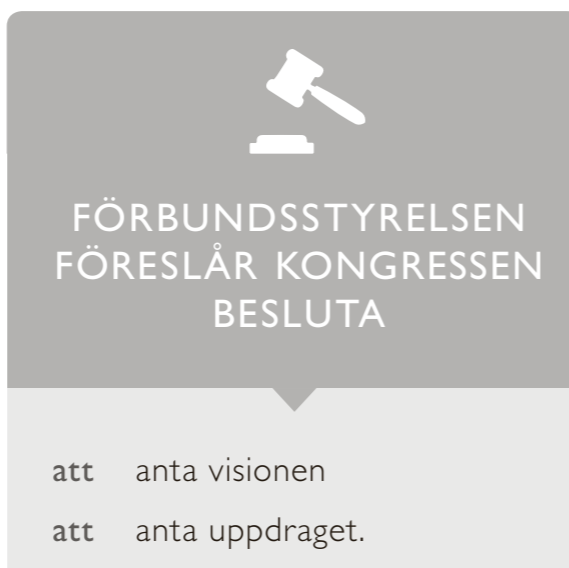 FÖRBUNDSSTYRELSEN
FÖRESLÅR KONGRESSEN
BESLUTA
att anta visionen
att anta uppdraget.